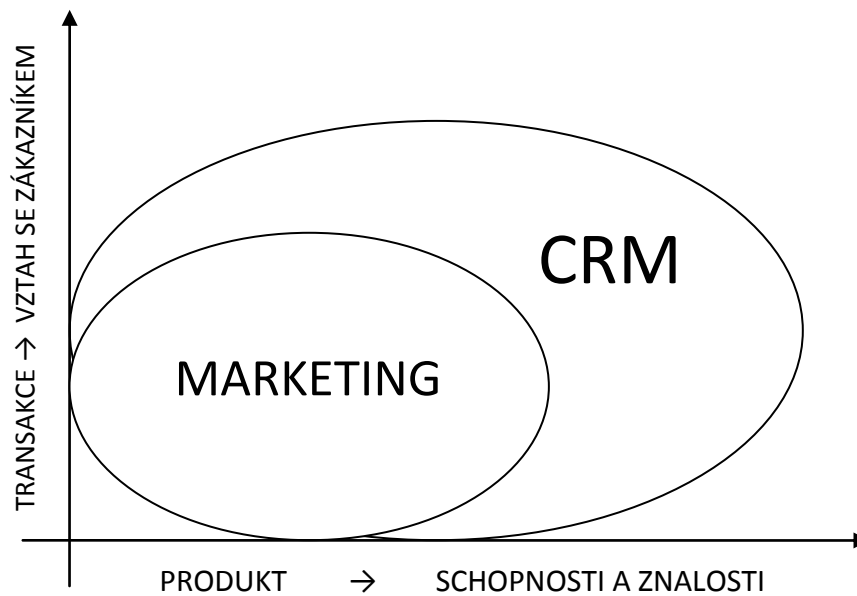 TRANSAKCE → VZTAH SE ZÁKAZNÍKEM
CRM
MARKETING
PRODUKT → SCHOPNOSTI A ZNALOSTI